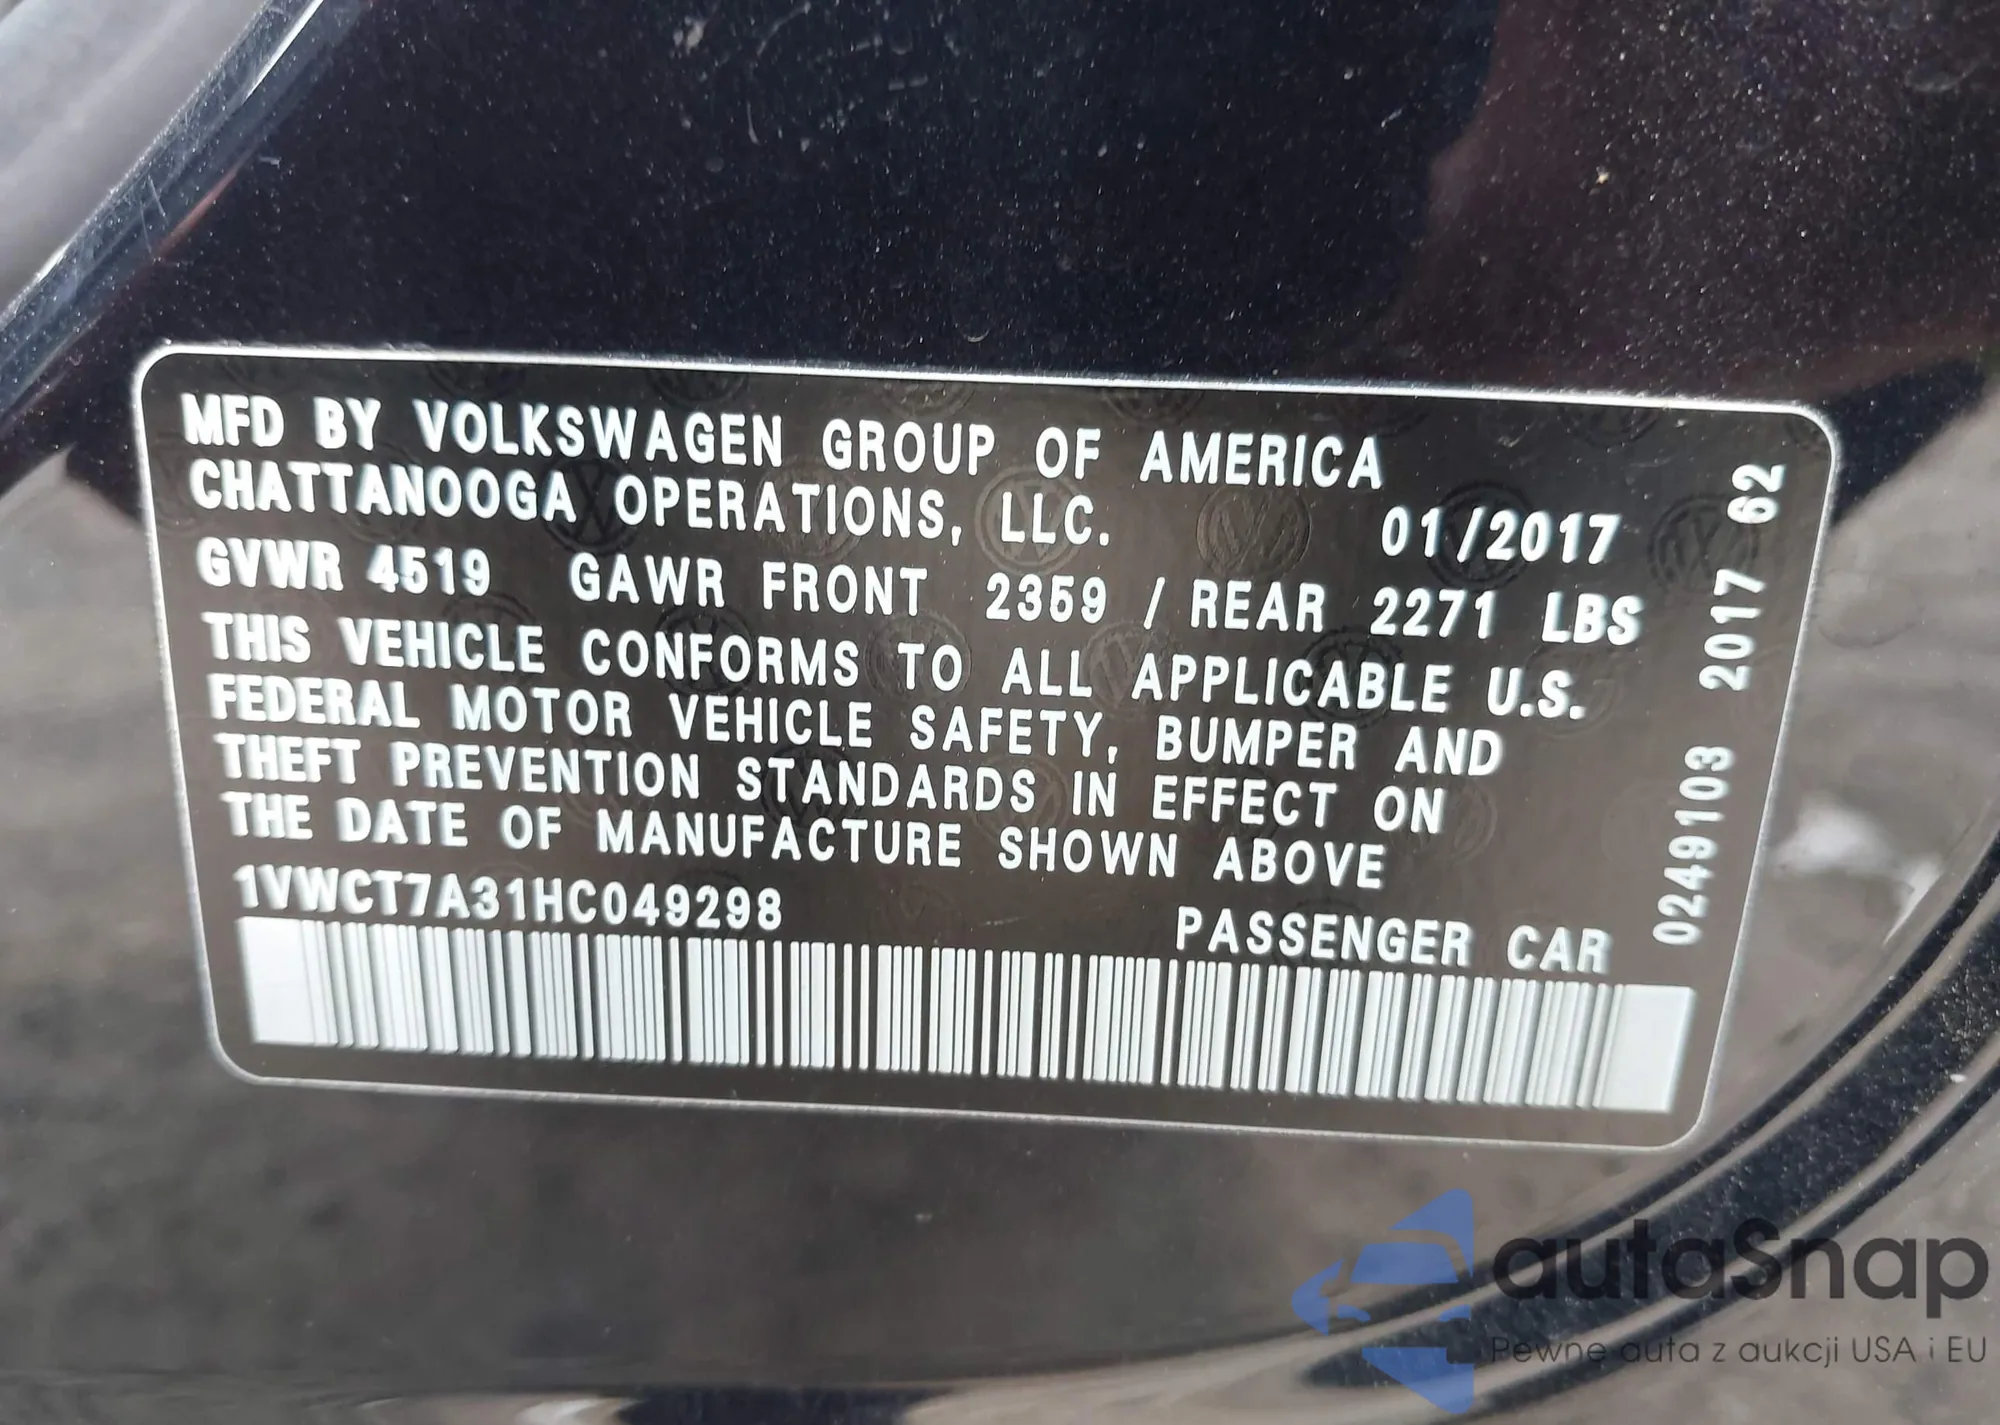 MFD BY VOLKSWAGEN GROUP OF AMERICA
CHATTANOOGA OPERATIONS, LLC. 01/2017
GVWR 4519 GAWR FRONT 2359 / REAR 2271 LBS
THIS VEHICLE CONFORMS TO ALL APPLICABLE U.S.
FEDERAL MOTOR VEHICLE SAFETY, BUMPER AND
THEFT PREVENTION STANDARDS IN EFFECT ON
THE DATE OF MANUFACTURE SHOWN ABOVE
1VWCT7A31HC049298 PASSENGER CAR
0249103 2017 62
autaSnap
Pewne auta z aukcji USA i EU